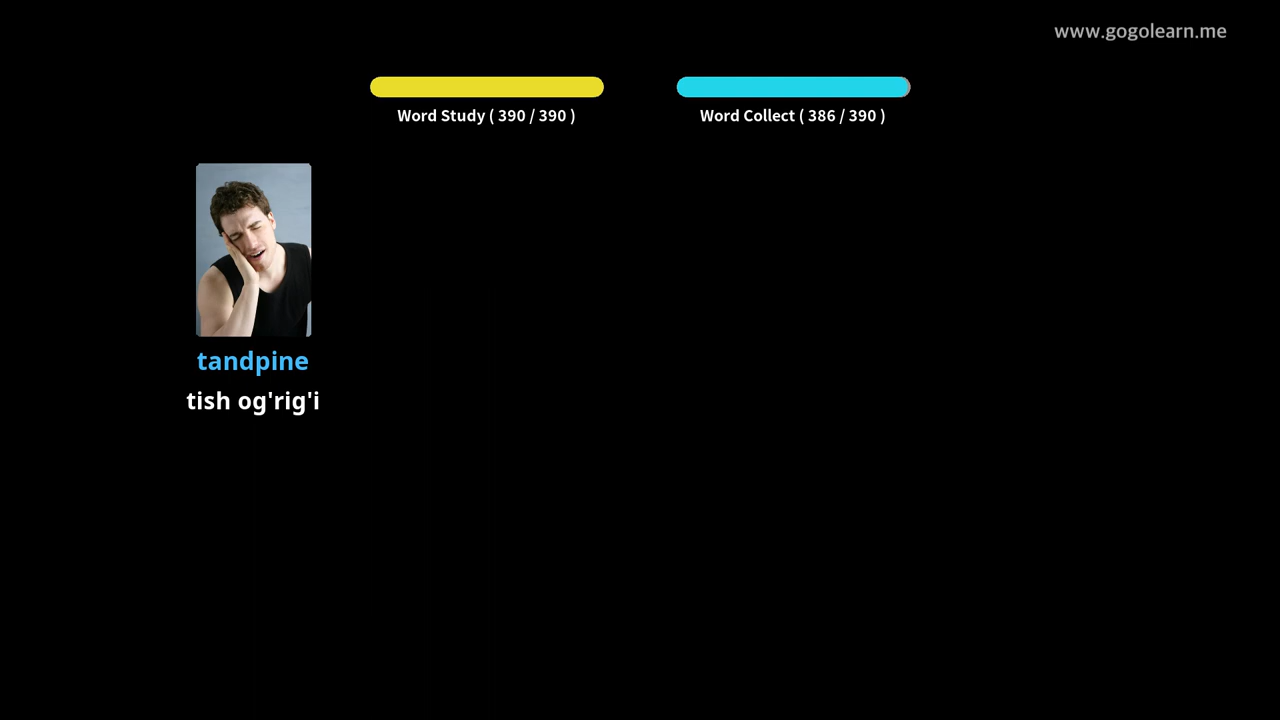 www.gogolearn.me
Word Study ( 390 / 390 )
Word Collect ( 386 / 390 )
tandpine
tish og'rig'i